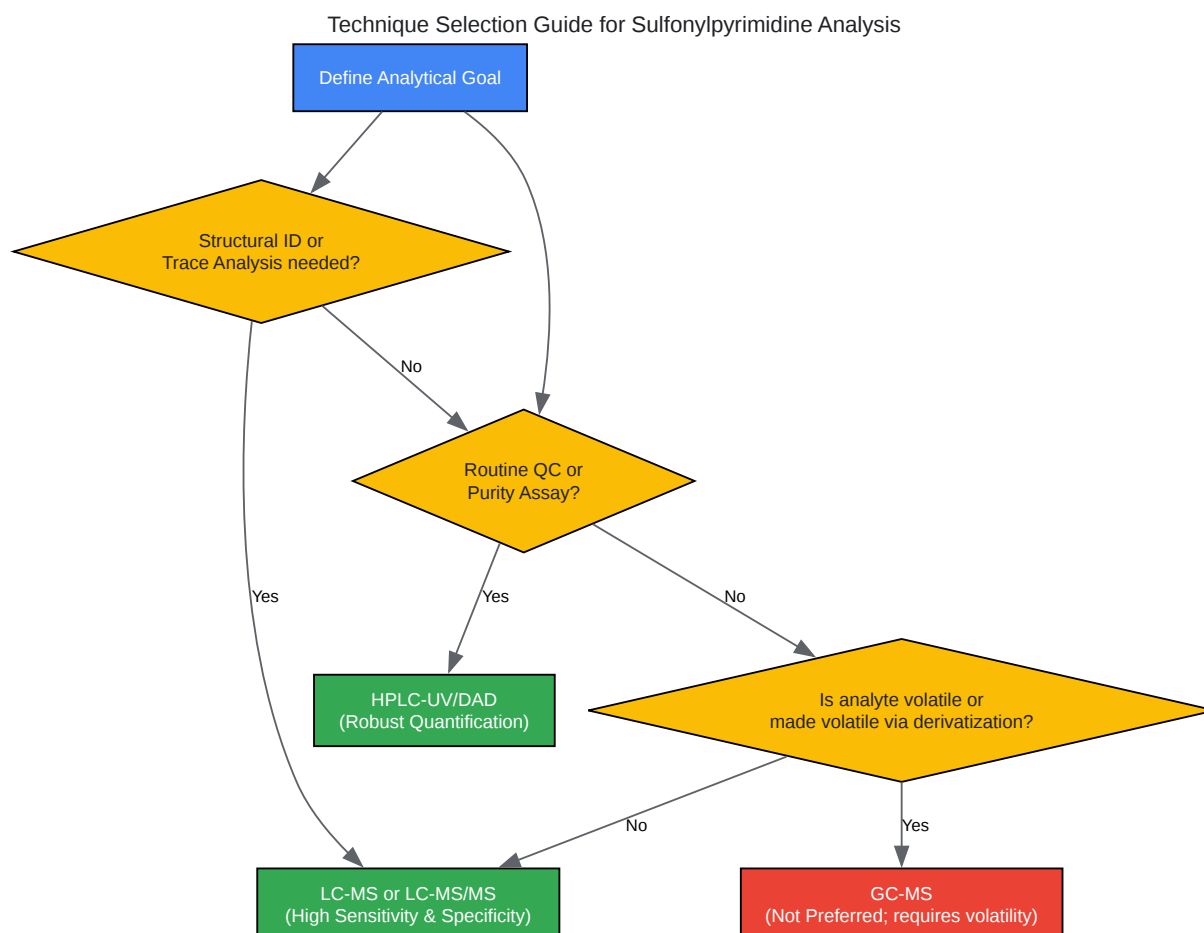 Technique Selection Guide for Sulfonylpyrimidine Analysis
Define Analytical Goal
Structural ID or
Trace Analysis needed?
No
Routine QC or
Purity Assay?
Yes
Yes
No
HPLC-UV/DAD
(Robust Quantification)
Is analyte volatile or
made volatile via derivatization?
No
Yes
LC-MS or LC-MS/MS
(High Sensitivity & Specificity)
GC-MS
(Not Preferred; requires volatility)